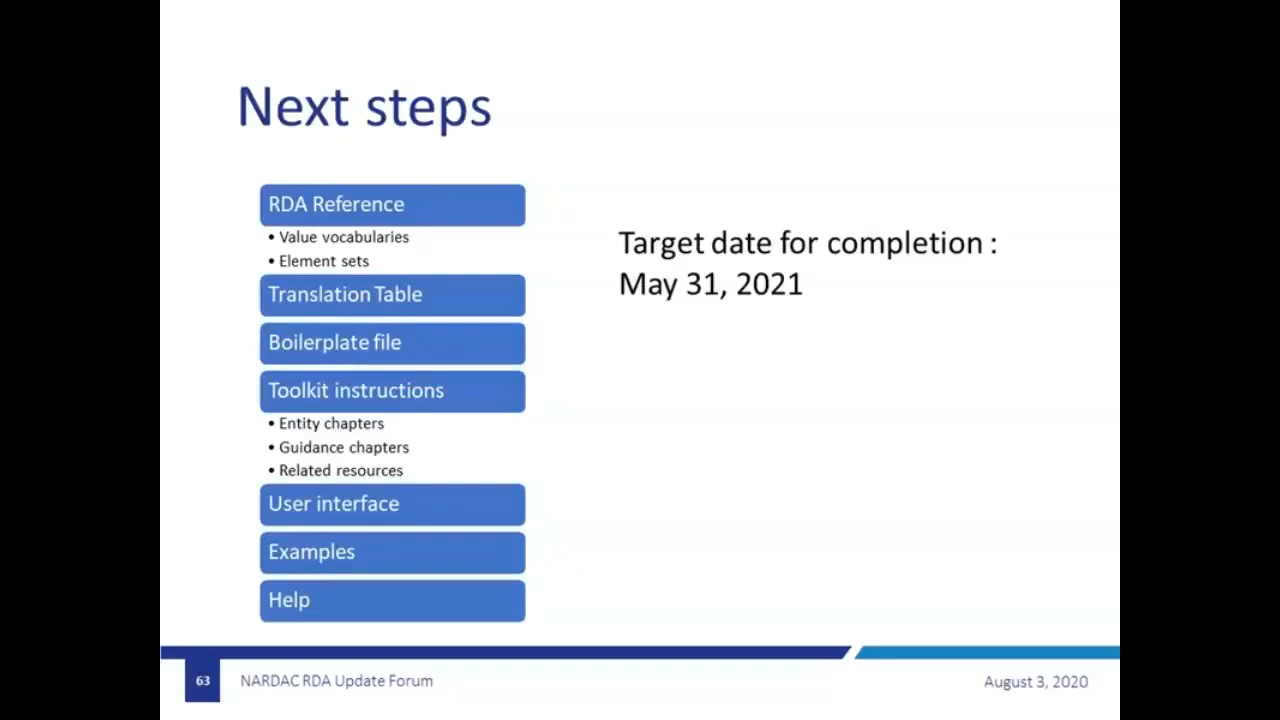 Next steps
RDA Reference
• Value vocabularies
• Element sets
Translation Table
Boilerplate file
Toolkit instructions
• Entity chapters
• Guidance chapters
• Related resources
User interface
Examples
Help
Target date for completion :
May 31, 2021
63
NARDAC RDA Update Forum
August 3, 2020